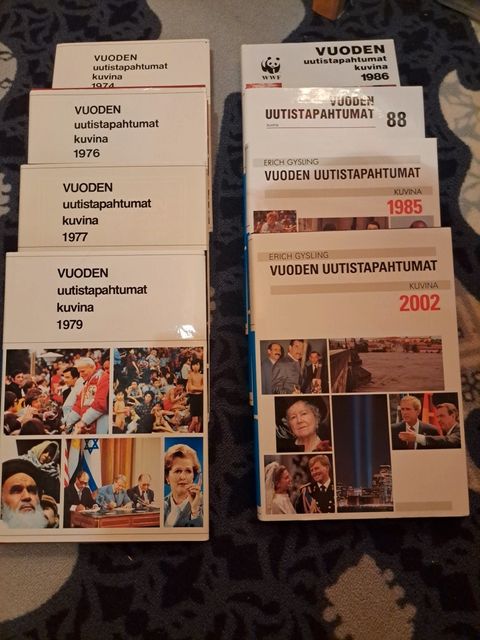 VUODEN
uutistapahtumat
kuvina
1974
VUODEN
uutistapahtumat
kuvina
1976
VUODEN
uutistapahtumat
kuvina
1977
VUODEN
uutistapahtumat
kuvina
1979
WWF
VUODEN
uutistapahtumat
kuvina
1986
VUODEN
UUTISTAPAHTUMAT
kuvina
88
ERICH GYSLING
VUODEN UUTISTAPAHTUMAT
KUVINA
1985
ERICH GYSLING
VUODEN UUTISTAPAHTUMAT
KUVINA
2002